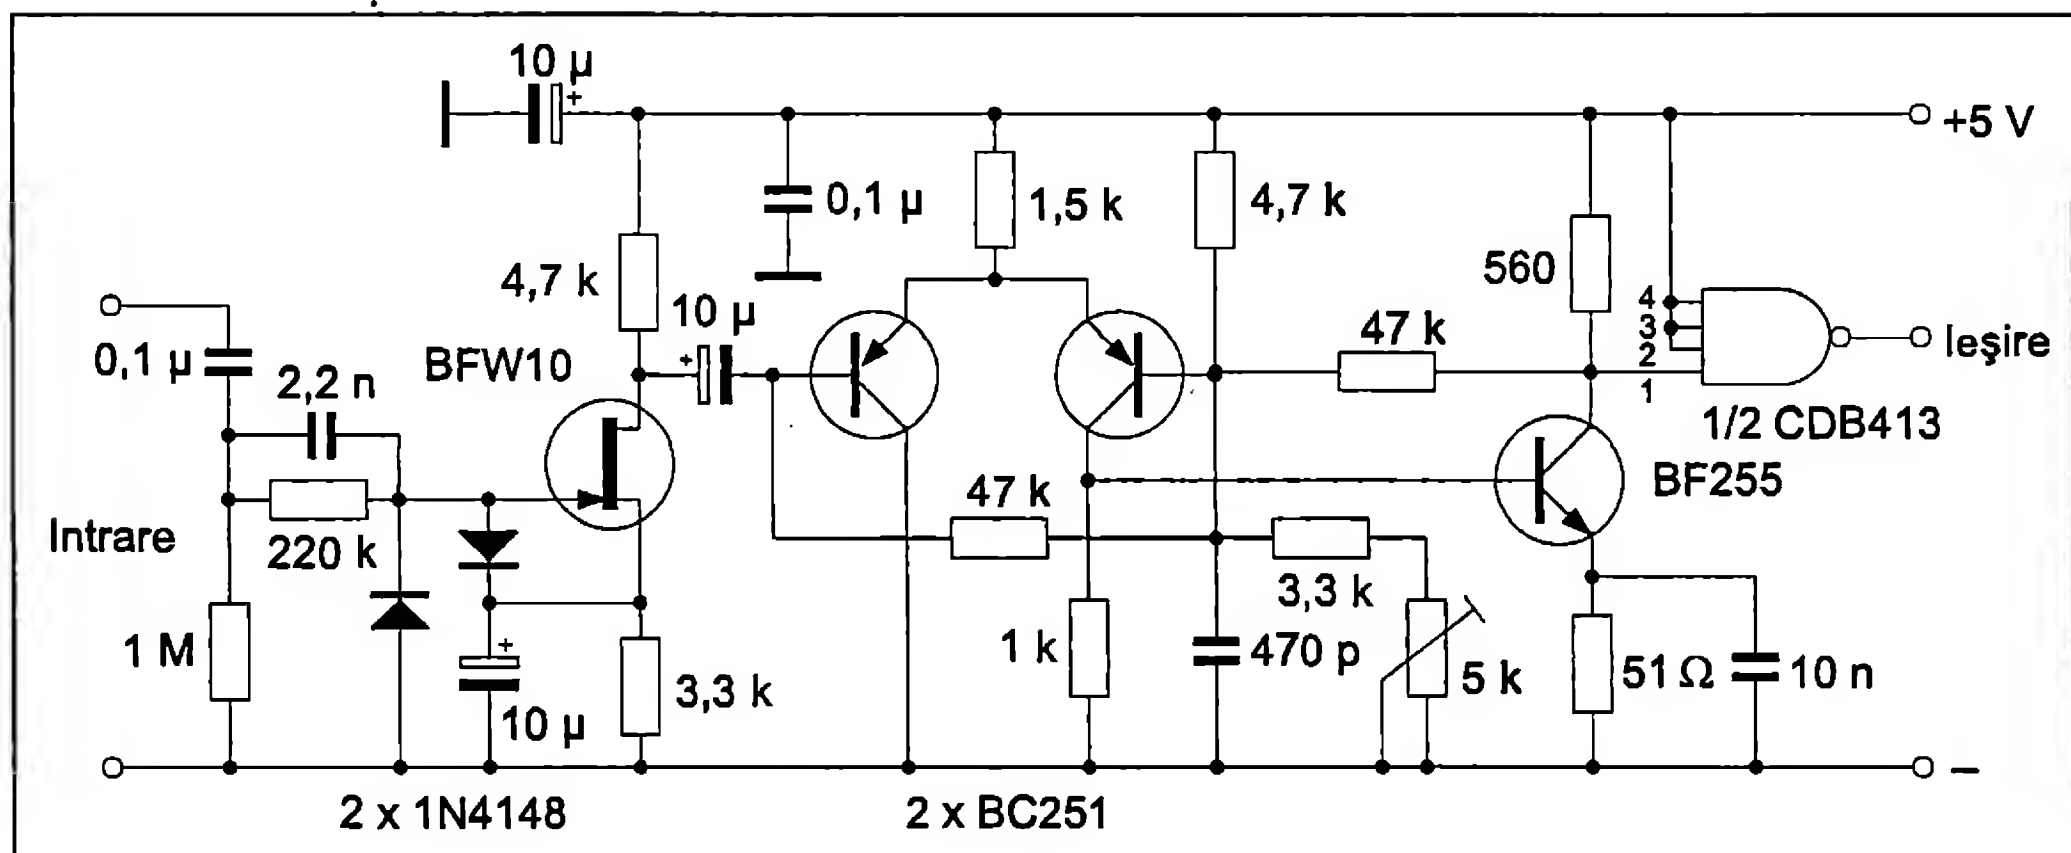 10 µ
+
+5 V
0,1 µ
1,5 k
4,7 k
4,7 k
560
10 µ
+
47 k
4
3
2
1
Ieşire
0,1 µ
2,2 n
BFW10
1/2 CDB413
BF255
Intrare
220 k
47 k
3,3 k
1 M
+
10 µ
3,3 k
1 k
470 p
5 k
51 Ω
10 n
–
2 x 1N4148
2 x BC251